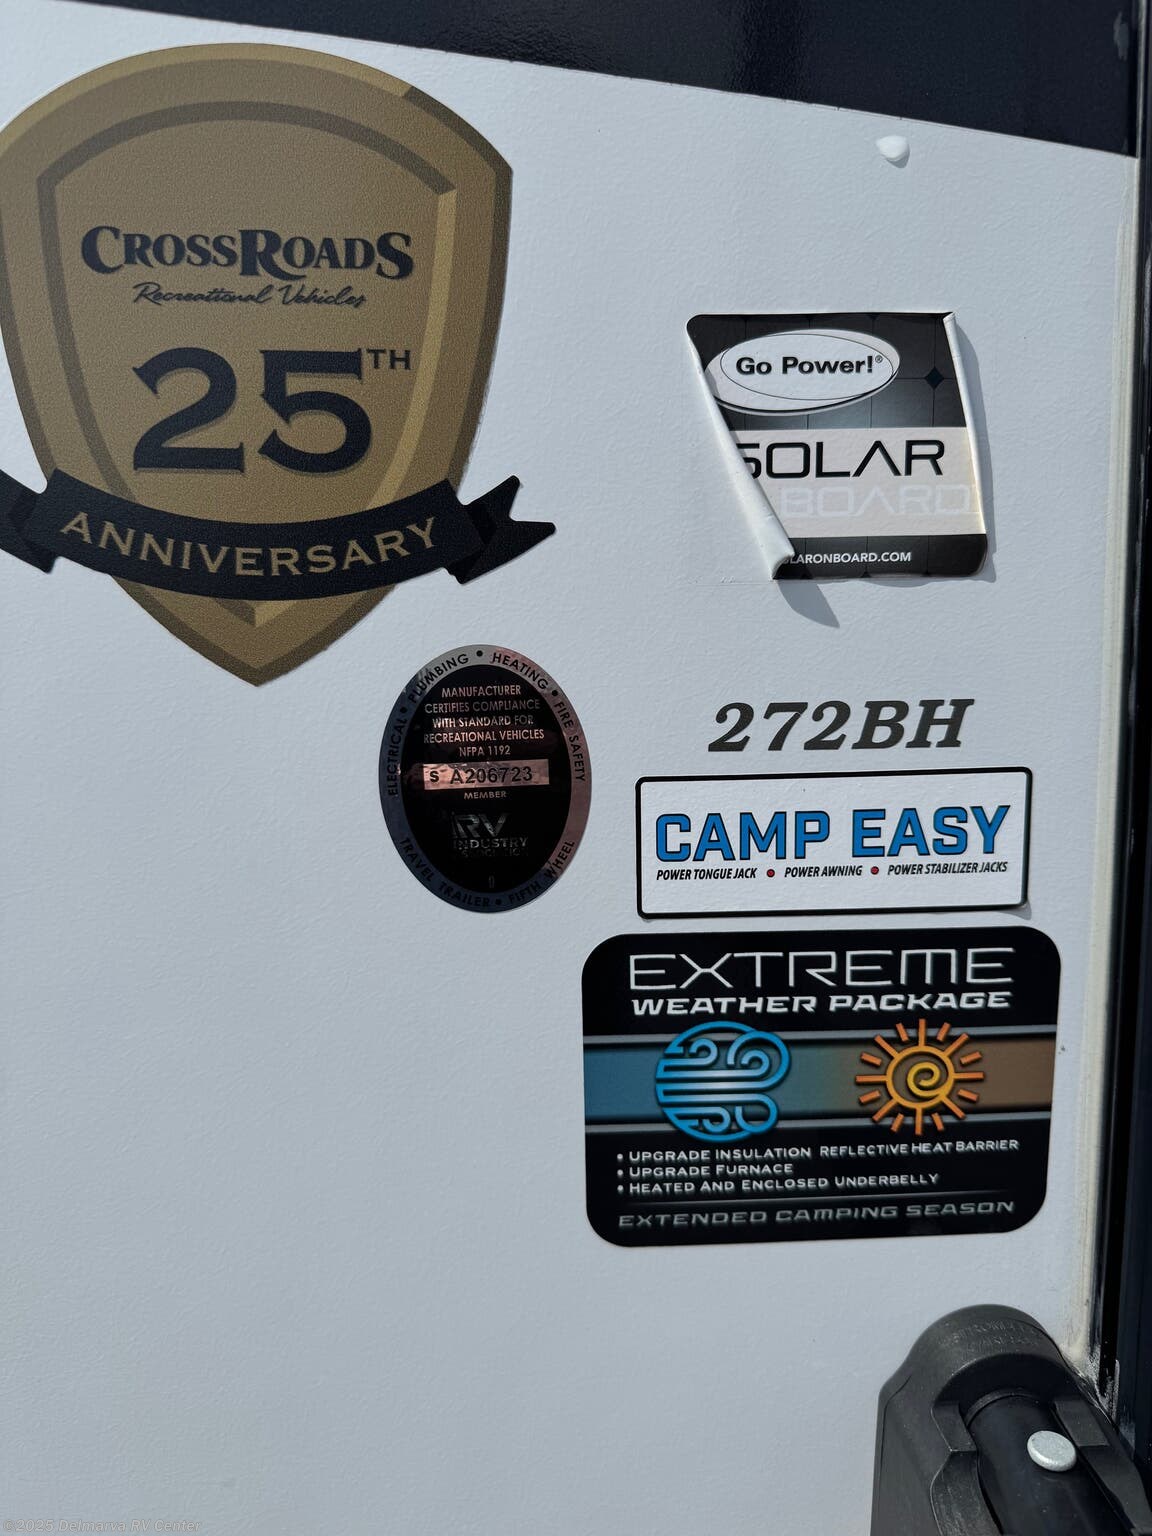 CROSSROADS
Recreational Vehicles
25TH
ANNIVERSARY
Go Power!®
SOLAR
BOARD
LARONBOARD.COM
PLUMBING • HEATING • FIRE SAFETY
ELECTRICAL •
MANUFACTURER
CERTIFIES COMPLIANCE
WITH STANDARD FOR
RECREATIONAL VEHICLES
NFPA 1192
S A206723
MEMBER
RV
INDUSTRY
TRAVEL TRAILER • FIFTH WHEEL
272BH
CAMP EASY
POWER TONGUE JACK • POWER AWNING • POWER STABILIZER JACKS
EXTREME
WEATHER PACKAGE
• UPGRADE INSULATION REFLECTIVE HEAT BARRIER
• UPGRADE FURNACE
• HEATED AND ENCLOSED UNDERBELLY
EXTENDED CAMPING SEASON
©2025 Delmarva RV Center